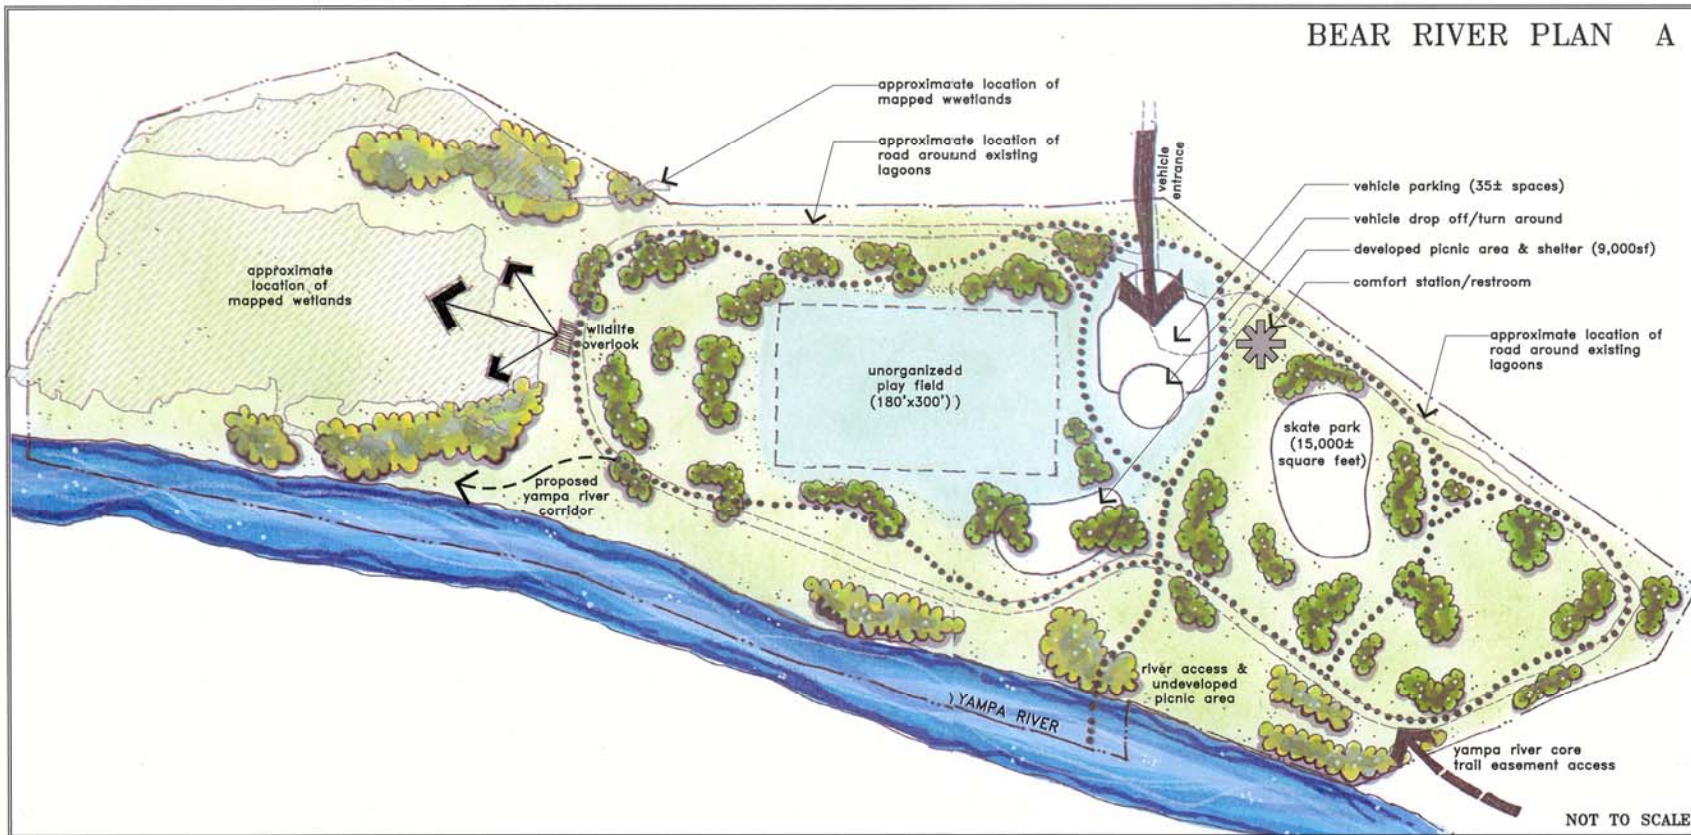 BEAR RIVER PLAN A
approximate location of
mapped wwetlands
approximaate location of
road arouund existing
lagoons
vehicle
entrance
vehicle parking (35± spaces)
vehicle drop off/turn around
developed picnic area & shelter (9,000sf)
comfort station/restroom
approximate location of
road around existing
lagoons
approximate
location of
mapped wetlands
wildlife
overlook
unorganizedd
play field
(180'x300'))
skate park
(15,000±
square feet)
proposed
yampa river
corridor
river access &
undeveloped
picnic area
YAMPA RIVER
yampa river core
trail easement access
NOT TO SCALE